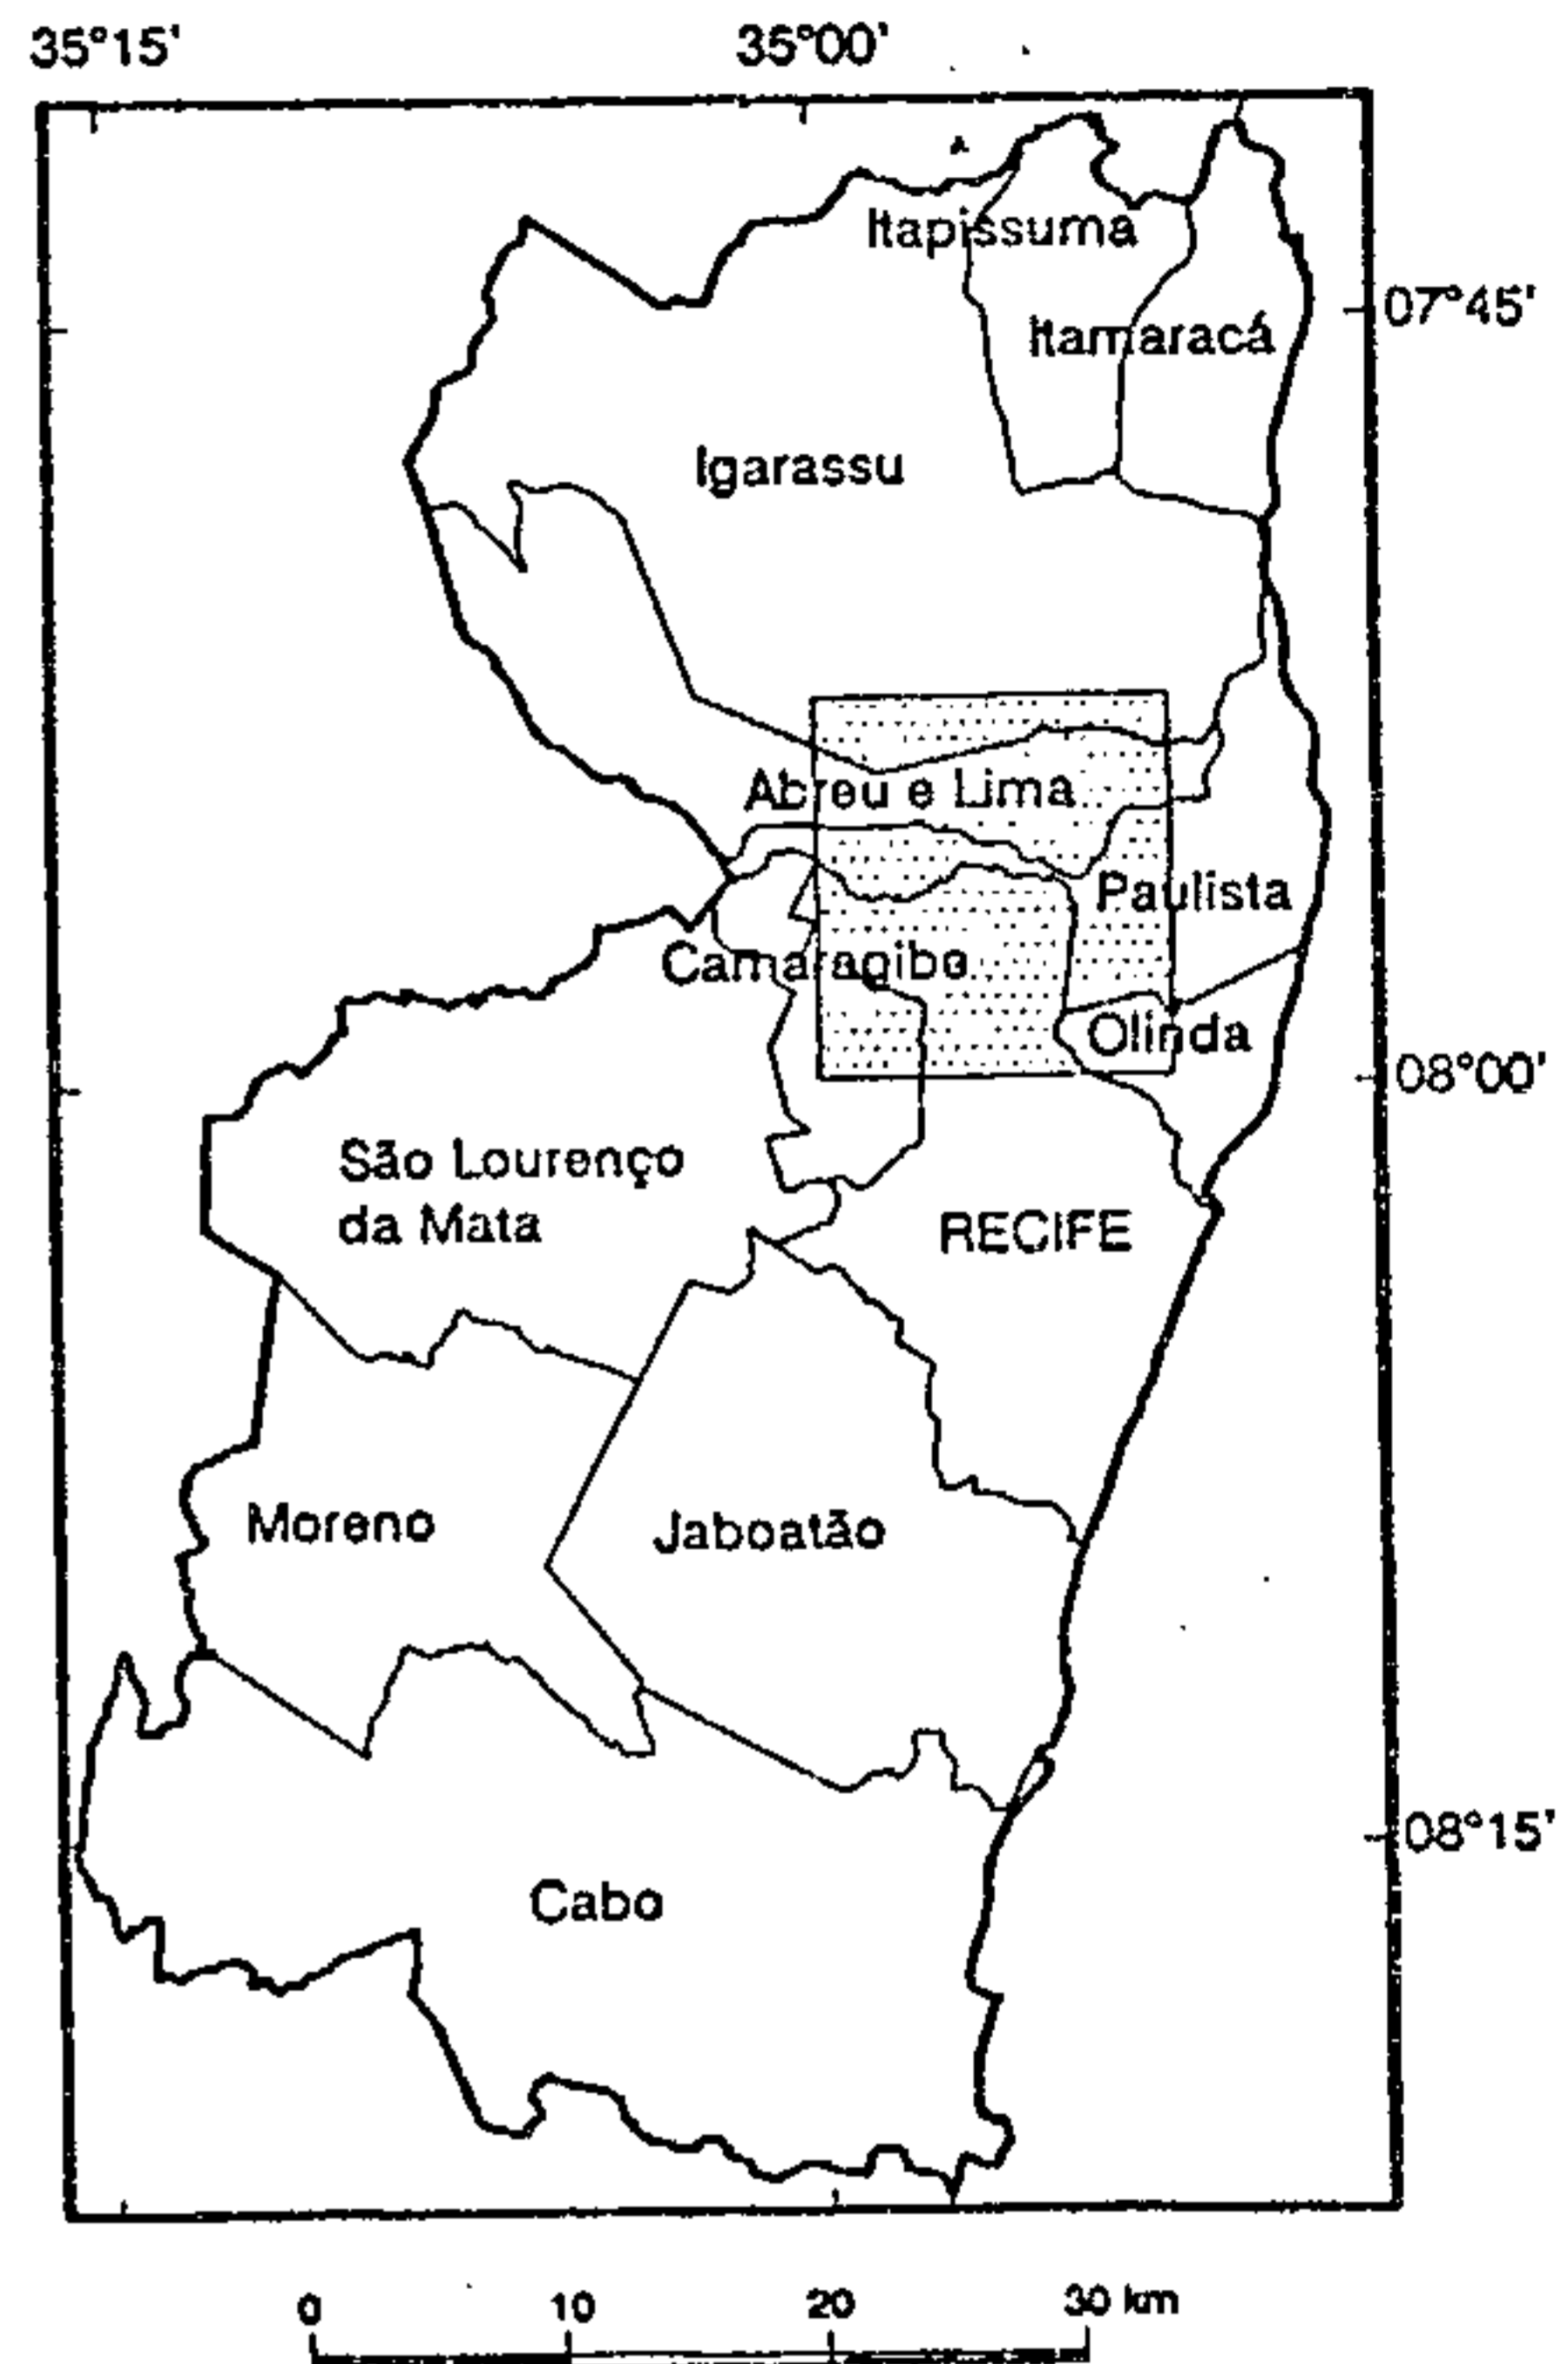 35°15' 35°00'
Itapissuma
07°45'
Itamaracá
Igarassu
Abreu e Lima
Paulista
Camaragibe
Olinda
08°00'
São Lourenço
da Mata
RECIFE
Moreno
Jaboatão
08°15'
Cabo
0 10 20 30 km